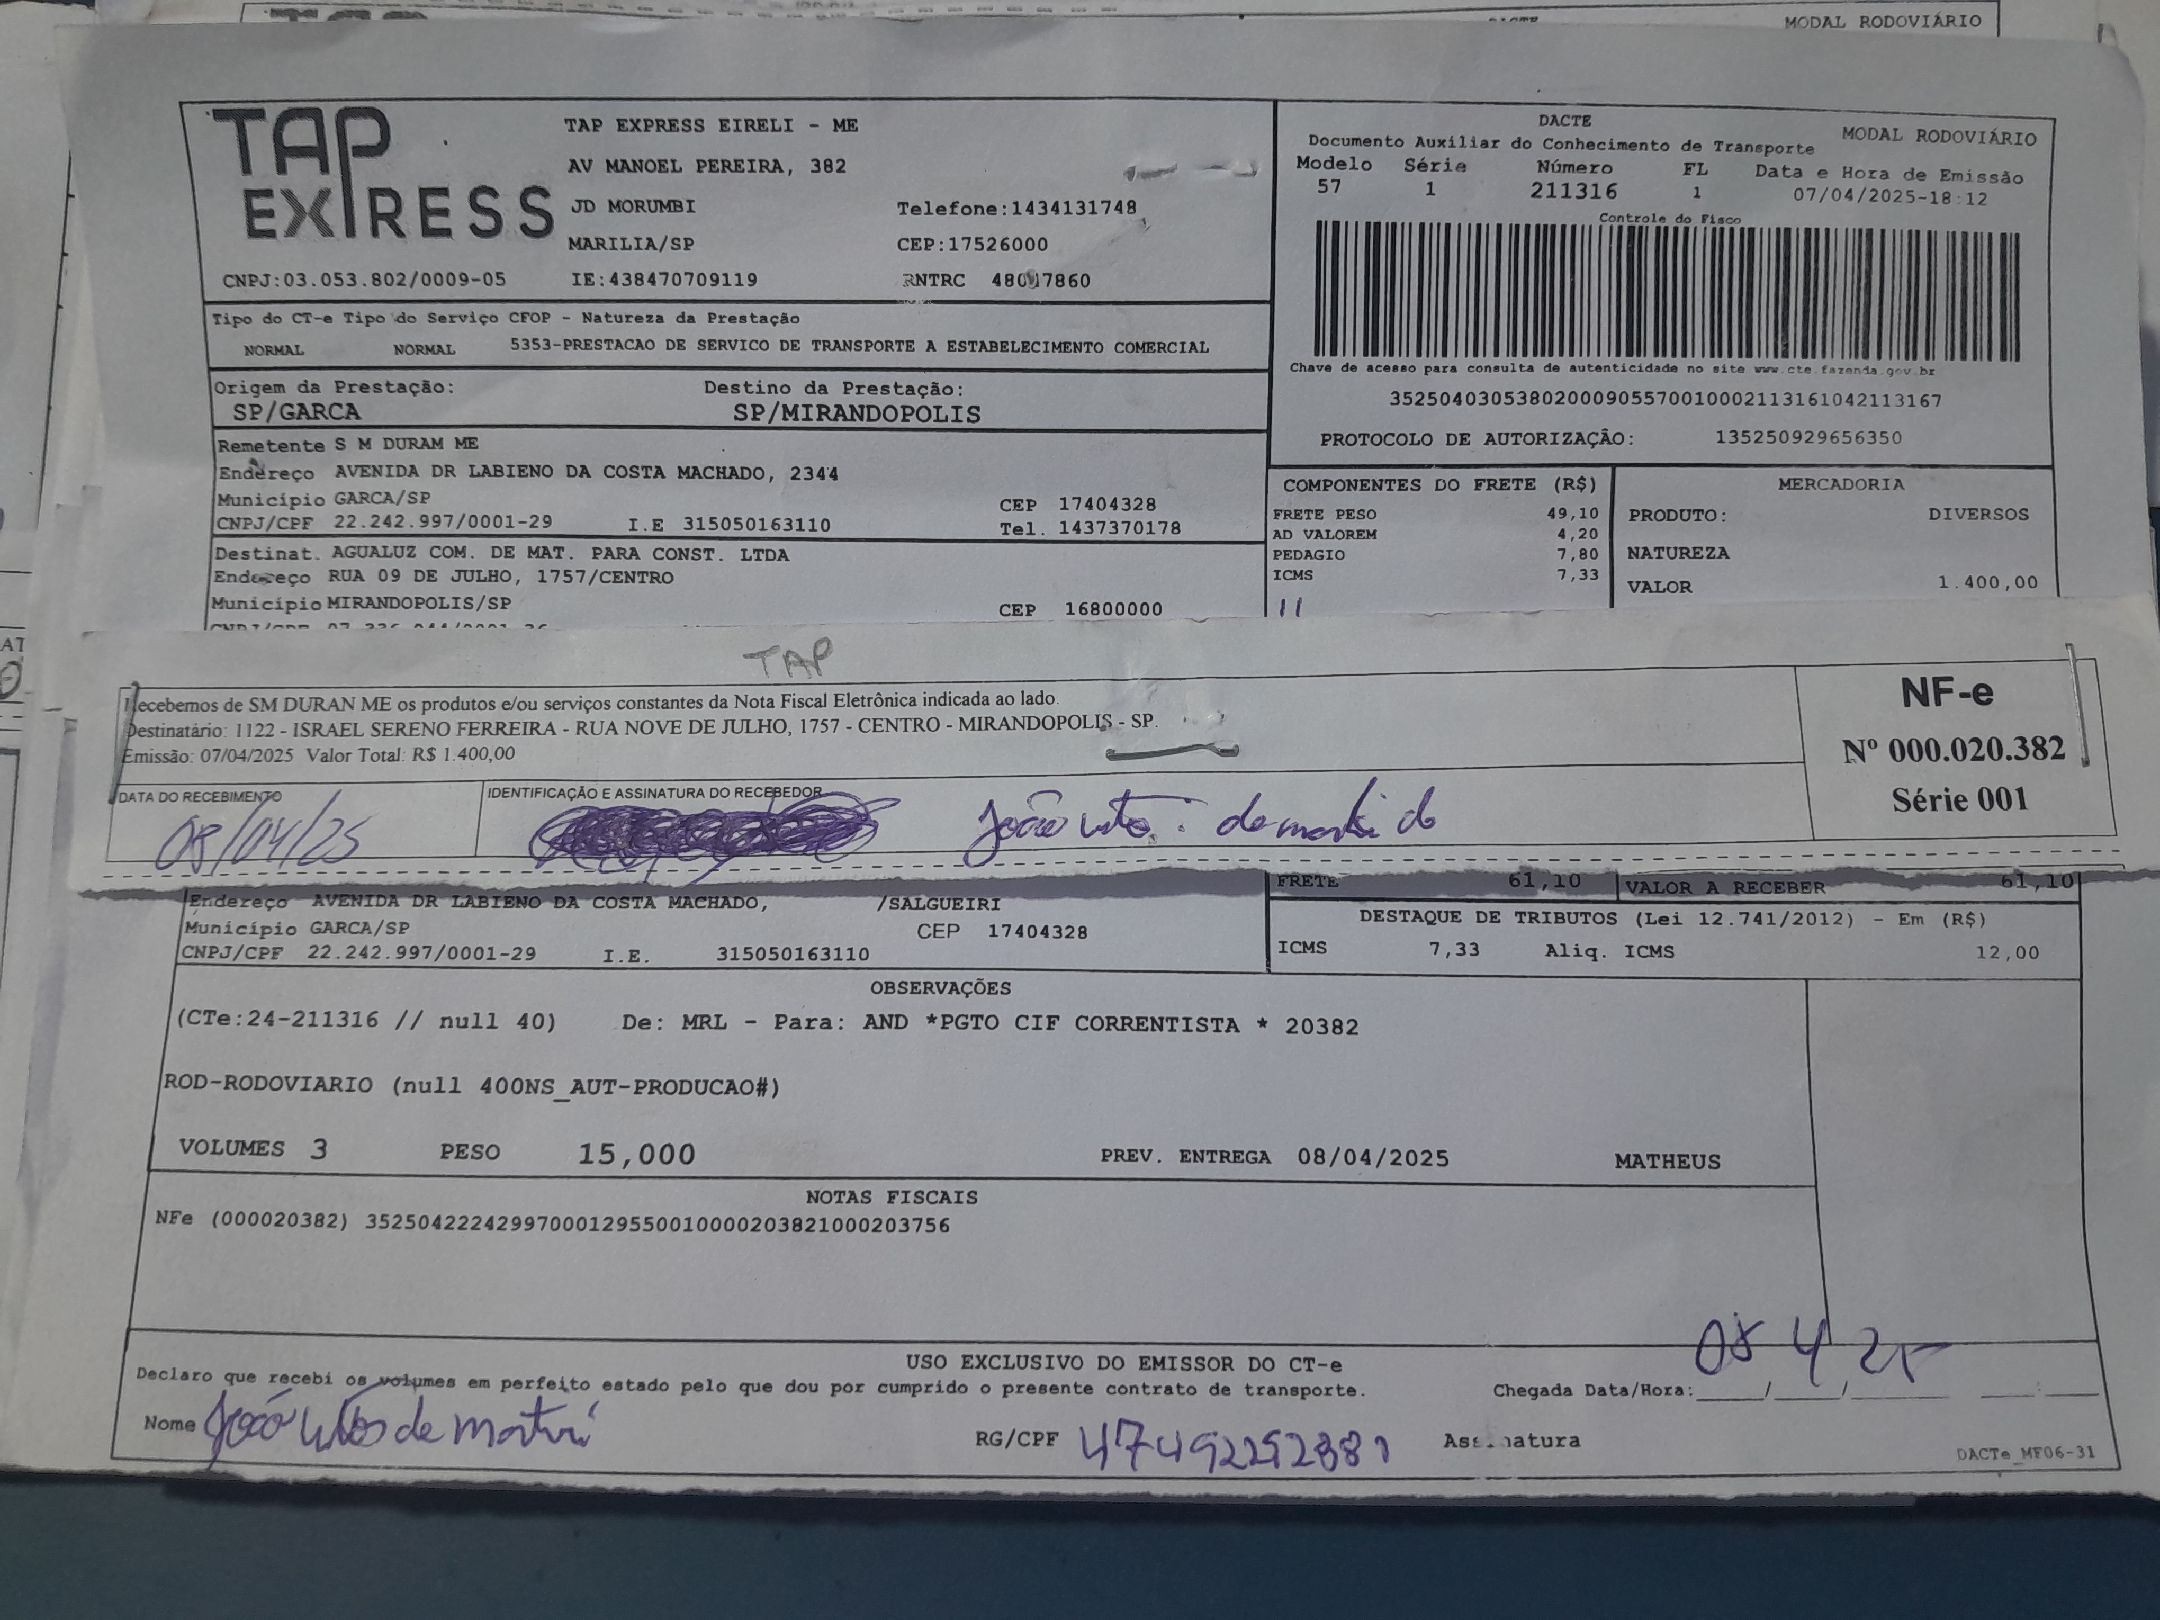 MODAL RODOVIÁRIO
TAP EXPRESS
TAP EXPRESS EIRELI - ME
AV MANOEL PEREIRA, 382
JD MORUMBI Telefone:1434131748
MARILIA/SP CEP:17526000
CNPJ:03.053.802/0009-05 IE:438470709119 RNTRC
DACTE
MODAL RODOVIÁRIO
Documento Auxiliar do Conhecimento de Transporte
Modelo Série Número FL Data e Hora de Emissão
57 1 211316 1 07/04/2025-18:12
Controle do Fisco
Chave de acesso para consulta de autenticidade no site www.cte.fazenda.gov.br
35250403053802000905570010002113161042113167
PROTOCOLO DE AUTORIZAÇÃO: 135250929656350
Tipo do CT-e Tipo do Serviço CFOP - Natureza da Prestação
NORMAL NORMAL 5353-PRESTACAO DE SERVICO DE TRANSPORTE A ESTABELECIMENTO COMERCIAL
Origem da Prestação: Destino da Prestação:
SP/GARCA SP/MIRANDOPOLIS
Remetente S M DURAM ME
Endereço AVENIDA DR LABIENO DA COSTA MACHADO, 2344
Município GARCA/SP CEP 17404328
CNPJ/CPF 22.242.997/0001-29 I.E 315050163110 Tel. 1437370178
Destinat. AGUALUZ COM. DE MAT. PARA CONST. LTDA
Endereço RUA 09 DE JULHO, 1757/CENTRO
Município MIRANDOPOLIS/SP CEP 16800000
COMPONENTES DO FRETE (R$)
FRETE PESO 49,10
AD VALOREM 4,20
PEDAGIO 7,80
ICMS 7,33
MERCADORIA
PRODUTO: DIVERSOS
NATUREZA
VALOR 1.400,00
TAP
Recebemos de SM DURAN ME os produtos e/ou serviços constantes da Nota Fiscal Eletrônica indicada ao lado.
Destinatário: 1122 - ISRAEL SERENO FERREIRA - RUA NOVE DE JULHO, 1757 - CENTRO - MIRANDOPOLIS - SP.
Emissão: 07/04/2025 Valor Total: R$ 1.400,00
DATA DO RECEBIMENTO IDENTIFICAÇÃO E ASSINATURA DO RECEBEDOR
08/04/25 João
NF-e
Nº 000.020.382
Série 001
FRETE 61,10 VALOR A RECEBER 61,10
Endereço AVENIDA DR LABIENO DA COSTA MACHADO, /SALGUEIRI
Município GARCA/SP CEP 17404328
CNPJ/CPF 22.242.997/0001-29 I.E. 315050163110
DESTAQUE DE TRIBUTOS (Lei 12.741/2012) - Em (R$)
ICMS 7,33 Aliq. ICMS 12,00
OBSERVAÇÕES
(CTe:24-211316 // null 40) De: MRL - Para: AND *PGTO CIF CORRENTISTA * 20382
ROD-RODOVIARIO (null 400NS_AUT-PRODUCAO#)
VOLUMES 3 PESO 15,000 PREV. ENTREGA 08/04/2025 MATHEUS
NOTAS FISCAIS
NFe (000020382) 35250422242997000129550010000203821000203756
USO EXCLUSIVO DO EMISSOR DO CT-e
Declaro que recebi os volumes em perfeito estado pelo que dou por cumprido o presente contrato de transporte.
Chegada Data/Hora: 08 4 25
Nome João de
RG/CPF Assinatura
DACTe_MF06-31